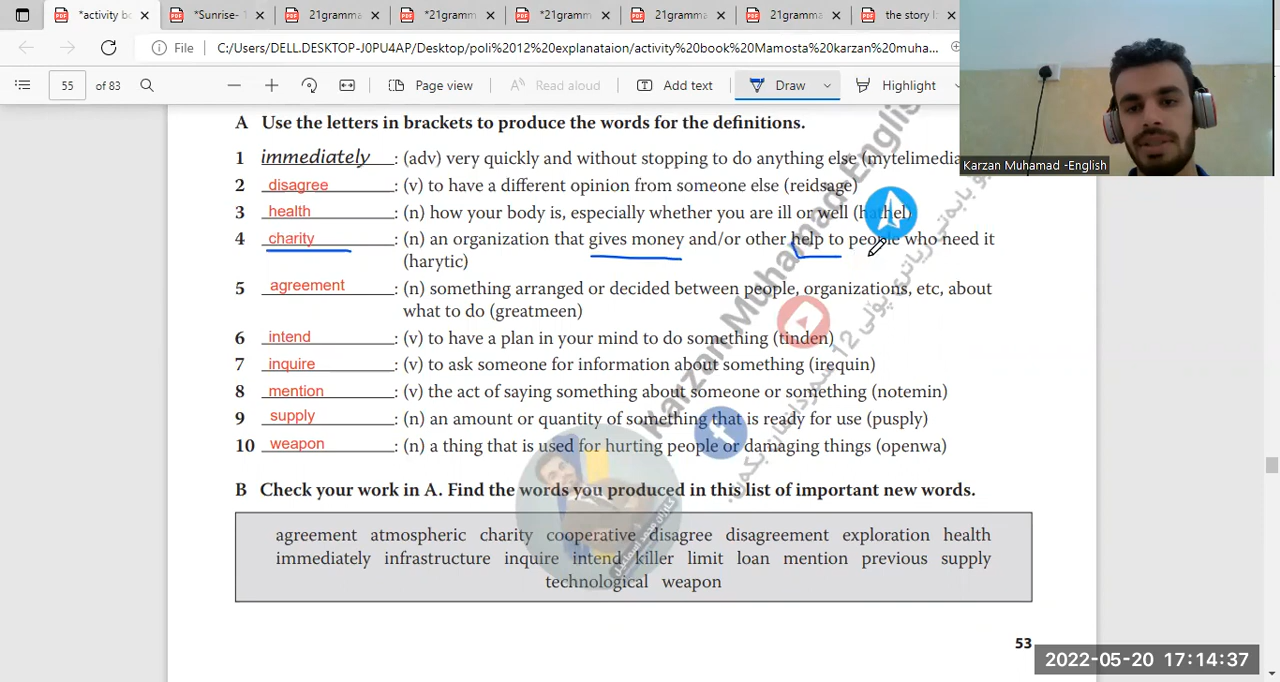 *activity b
*Sunrise-
21gramma
*21gramm
*21gramm
21gramma
21gramma
the story I:
File
C:/Users/DELL.DESKTOP-J0PU4AP/Desktop/poli%2012%20explanataion/activity%20book%20Mamosta%20karzan%20muha...
55 of 83
Page view
Read aloud
Add text
Draw
Highlight
Karzan Muhamad -English
A Use the letters in brackets to produce the words for the definitions.
1 immediately : (adv) very quickly and without stopping to do anything else (mytelimedia
2 disagree : (v) to have a different opinion from someone else (reidsage)
3 health : (n) how your body is, especially whether you are ill or well (hathel)
4 charity : (n) an organization that gives money and/or other help to people who need it
(harytic)
5 agreement : (n) something arranged or decided between people, organizations, etc, about
what to do (greatmeen)
6 intend : (v) to have a plan in your mind to do something (tinden)
7 inquire : (v) to ask someone for information about something (irequin)
8 mention : (v) the act of saying something about someone or something (notemin)
9 supply : (n) an amount or quantity of something that is ready for use (pusply)
10 weapon : (n) a thing that is used for hurting people or damaging things (openwa)
Karzan Muhammad-English
B Check your work in A. Find the words you produced in this list of important new words.
agreement atmospheric charity cooperative disagree disagreement exploration health
immediately infrastructure inquire intend killer limit loan mention previous supply
technological weapon
53
2022-05-20 17:14:37